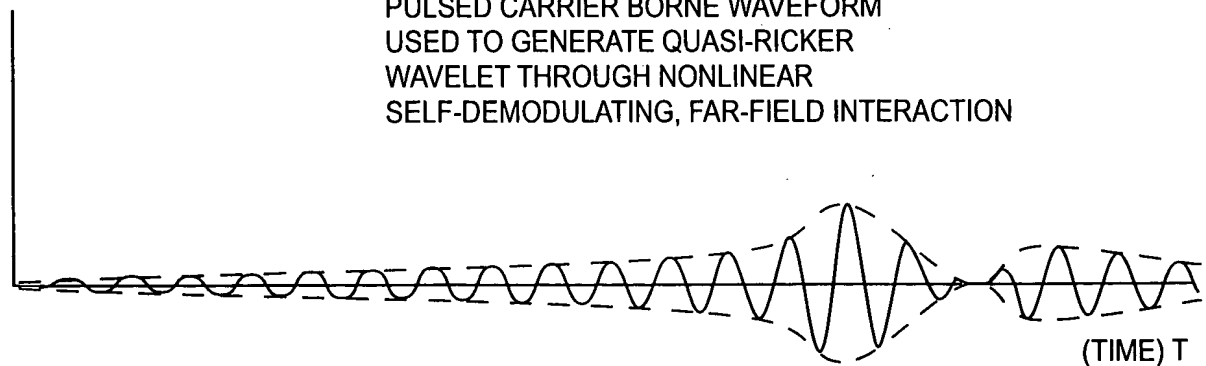 PULSED CARRIER BORNE WAVEFORM
USED TO GENERATE QUASI-RICKER
WAVELET THROUGH NONLINEAR
SELF-DEMODULATING, FAR-FIELD INTERACTION
(TIME) T